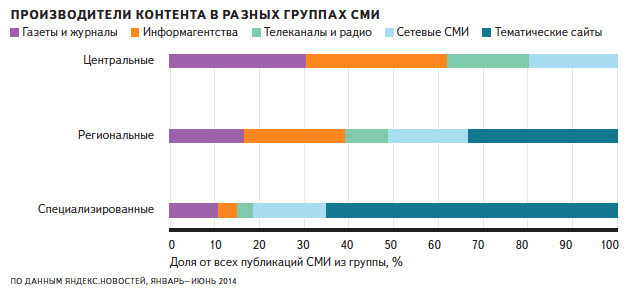 ПРОИЗВОДИТЕЛИ КОНТЕНТА В РАЗНЫХ ГРУППАХ СМИ
Газеты и журналы Информагентства Телеканалы и радио Сетевые СМИ Тематические сайты
Центральные
Региональные
Специализированные
0 10 20 30 40 50 60 70 80 90 100
Доля от всех публикаций СМИ из группы, %
ПО ДАННЫМ ЯНДЕКС.НОВОСТЕЙ, ЯНВАРЬ—ИЮНЬ 2014